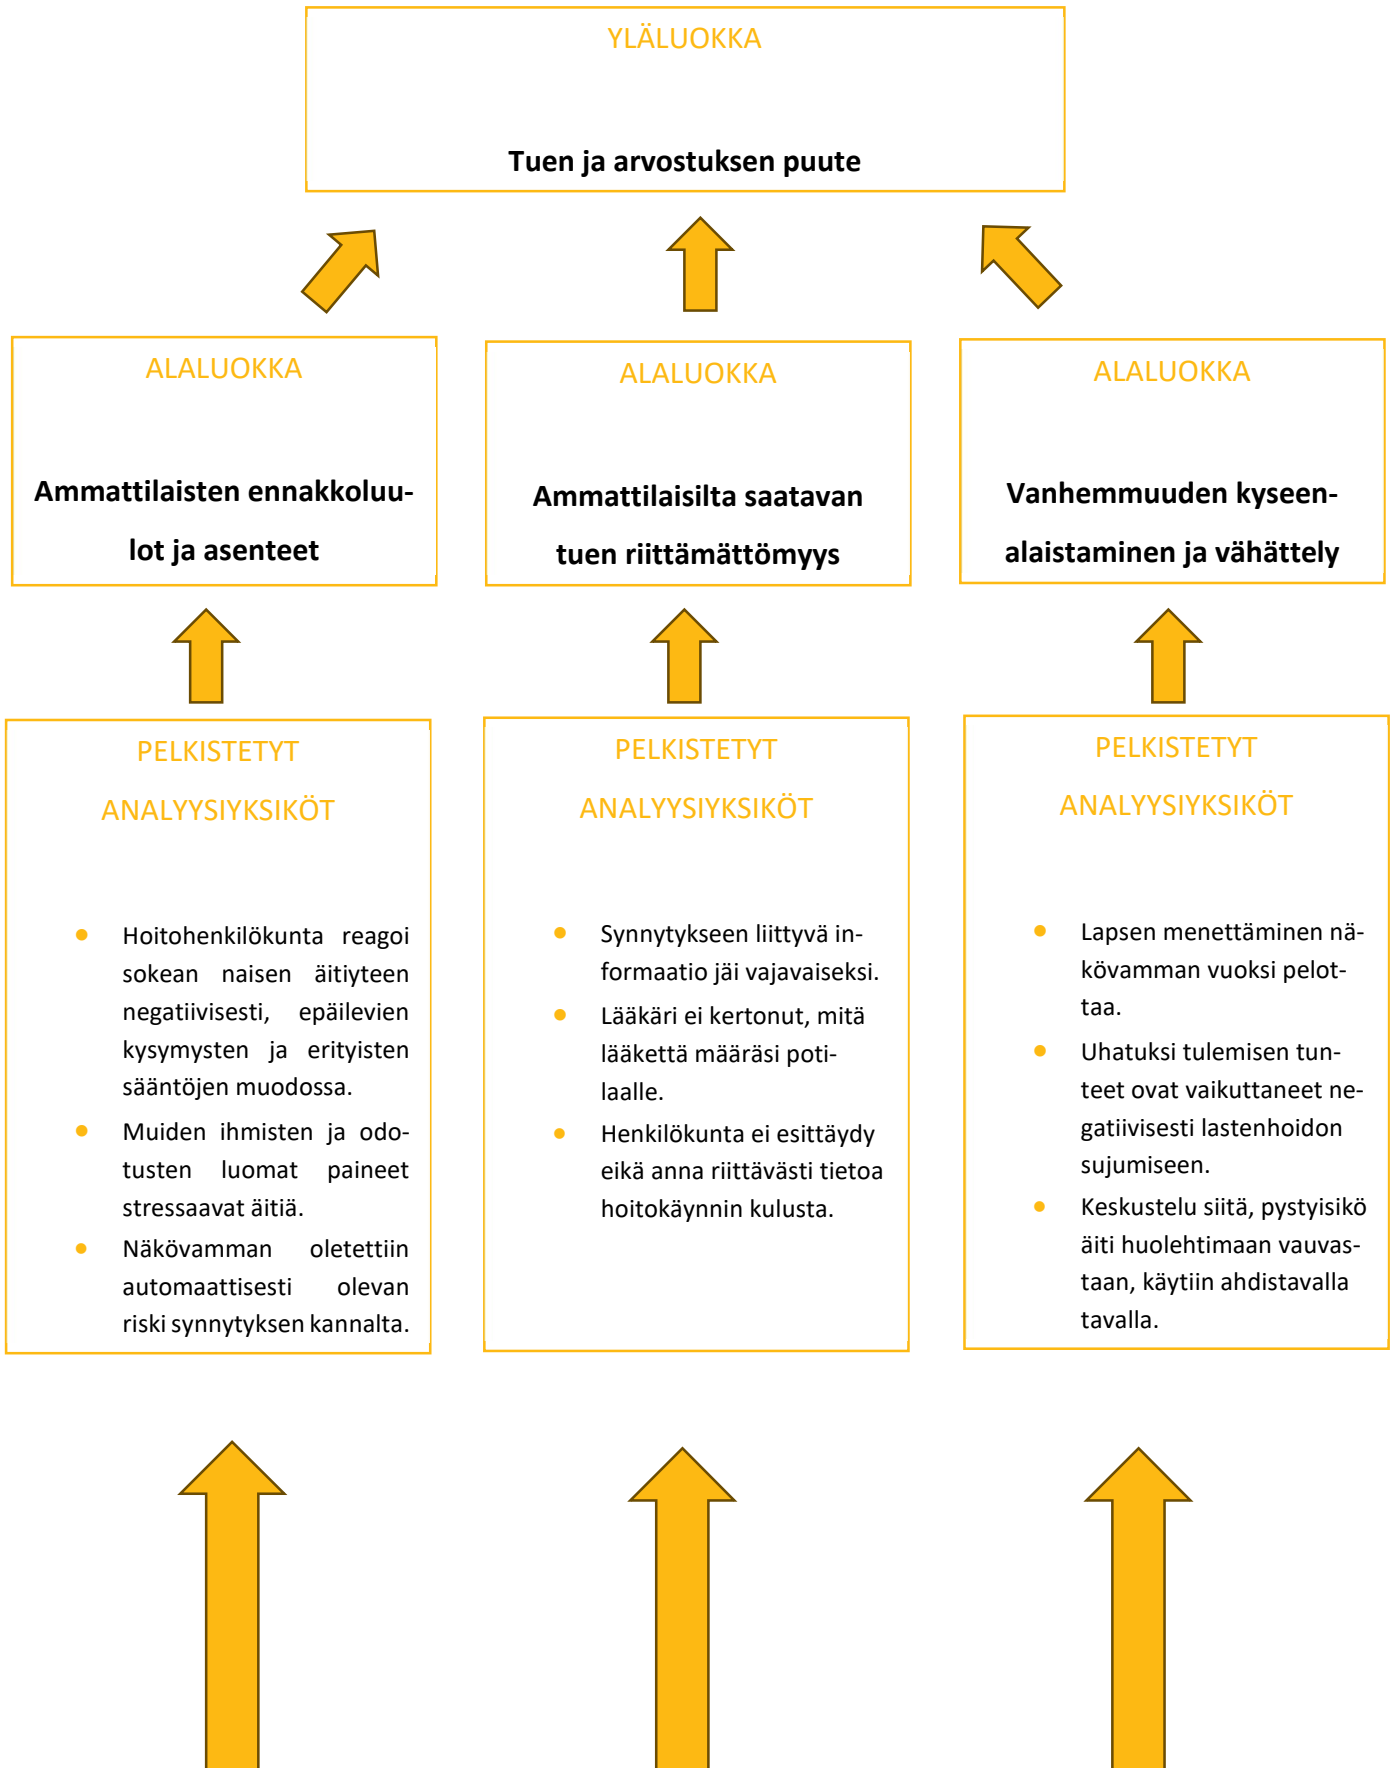 YLÄLUOKKA
Tuen ja arvostuksen puute
ALALUOKKA
Ammattilaisten ennakkoluu-
lot ja asenteet
ALALUOKKA
Ammattilaisilta saatavan
tuen riittämättömyys
ALALUOKKA
Vanhemmuuden kyseen-
alaistaminen ja vähättely
PELKISTETYT
ANALYYSIYKSIKÖT
• Hoitohenkilökunta reagoi
sokean naisen äitiyteen
negatiivisesti, epäilevien
kysymysten ja erityisten
sääntöjen muodossa.
• Muiden ihmisten ja odo-
tusten luomat paineet
stressaavat äitiä.
• Näkövamman oletettiin
automaattisesti olevan
riski synnytyksen kannalta.
PELKISTETYT
ANALYYSIYKSIKÖT
• Synnytykseen liittyvä in-
formaatio jäi vajavaiseksi.
• Lääkäri ei kertonut, mitä
lääkettä määräsi poti-
laalle.
• Henkilökunta ei esittäydy
eikä anna riittävästi tietoa
hoitokäynnin kulusta.
PELKISTETYT
ANALYYSIYKSIKÖT
• Lapsen menettäminen nä-
kövamman vuoksi pelot-
taa.
• Uhatuksi tulemisen tun-
teet ovat vaikuttaneet ne-
gatiivisesti lastenhoidon
sujumiseen.
• Keskustelu siitä, pystyisikö
äiti huolehtimaan vauvas-
taan, käytiin ahdistavalla
tavalla.